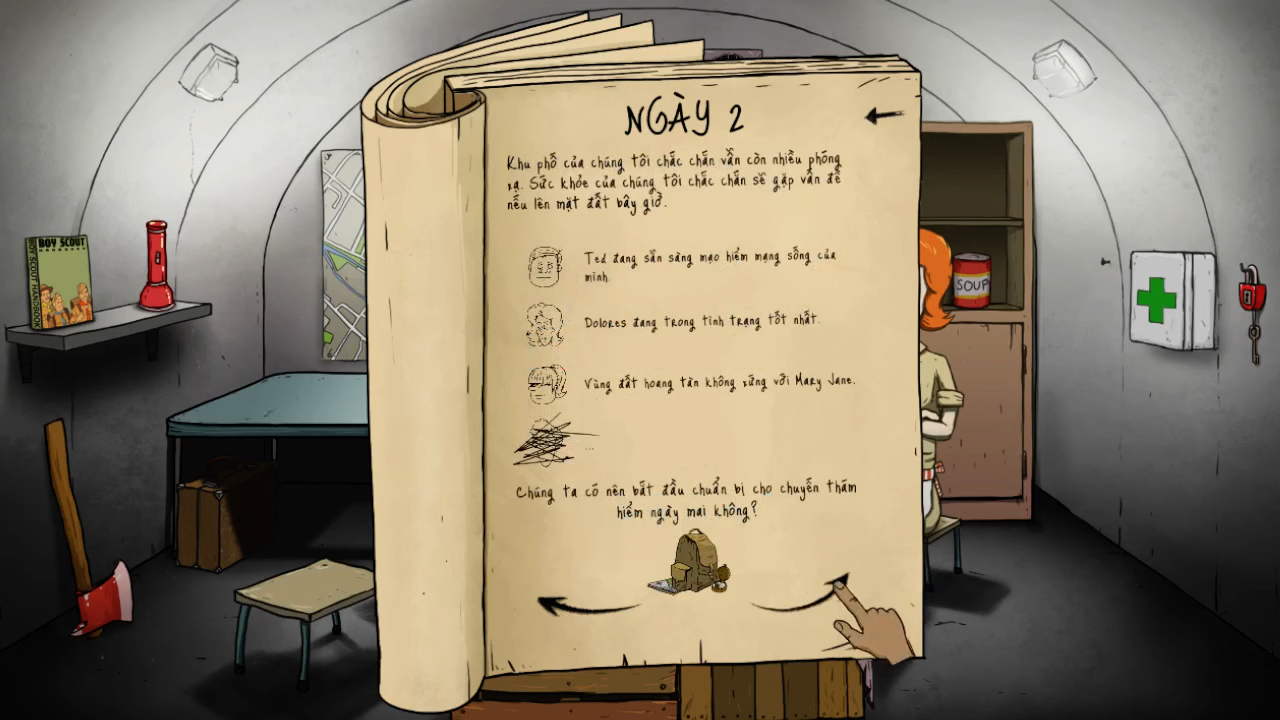 NGÀY 2
Khu phố của chúng tôi chắc chắn vẫn còn nhiều phóng
xạ. Sức khỏe của chúng tôi chắc chắn sẽ gặp vấn đề
nếu lên mặt đất bây giờ.
Ted đang sẵn sàng mạo hiểm mạng sống của
mình.
Dolores đang trong tình trạng tốt nhất.
Vùng đất hoang tàn không xứng với Mary Jane.
Chúng ta có nên bắt đầu chuẩn bị cho chuyến thám
hiểm ngày mai không?
BOY SCOUT
BOY SCOUT HANDBOOK
SOUP